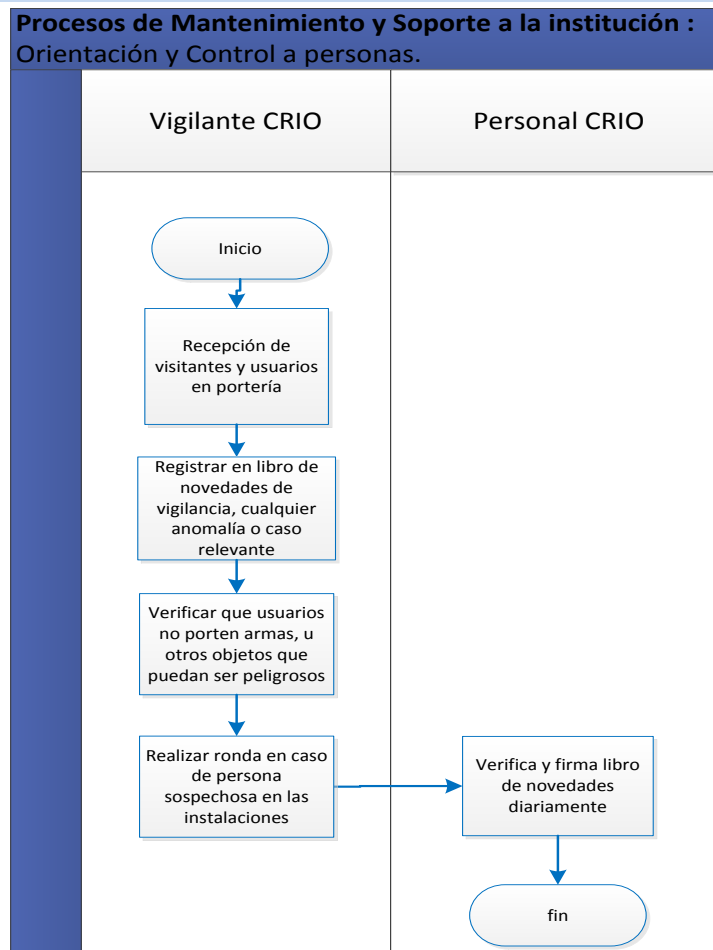 Procesos de Mantenimiento y Soporte a la institución :
Orientación y Control a personas.
Vigilante CRIO
Personal CRIO
Inicio
Recepción de
visitantes y usuarios
en portería
Registrar en libro de
novedades de
vigilancia, cualquier
anomalía o caso
relevante
Verificar que usuarios
no porten armas, u
otros objetos que
puedan ser peligrosos
Realizar ronda en caso
de persona
sospechosa en las
instalaciones
Verifica y firma libro
de novedades
diariamente
fin